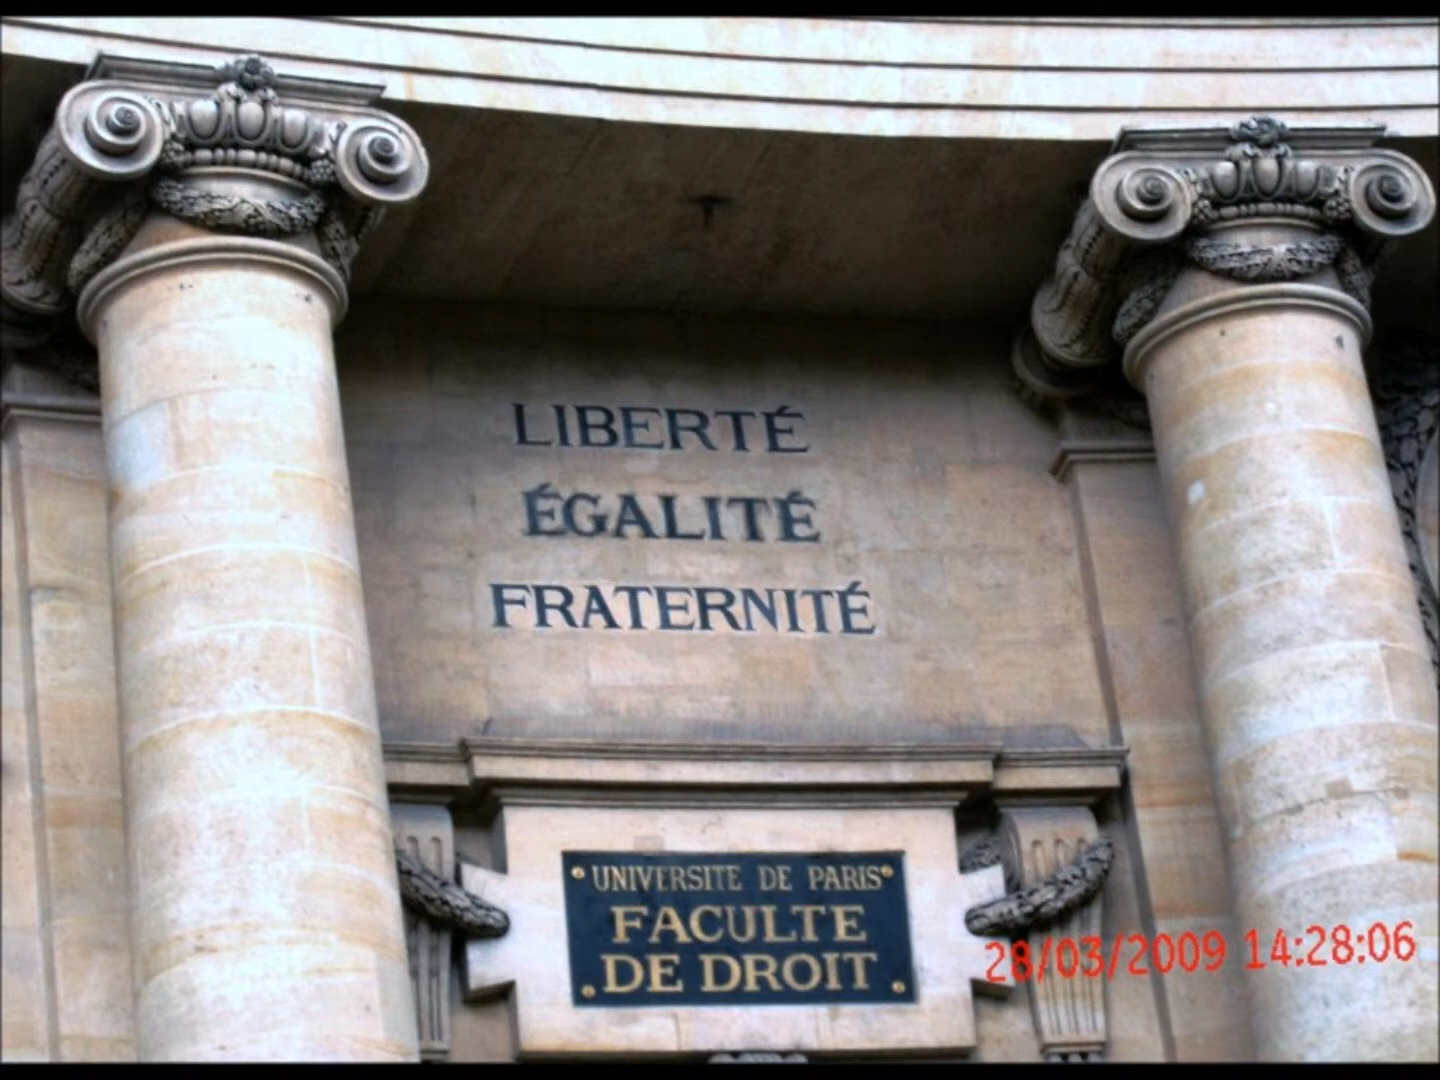 LIBERTÉ
ÉGALITÉ
FRATERNITÉ
UNIVERSITE DE PARIS
FACULTE
DE DROIT
28/03/2009 14:28:06